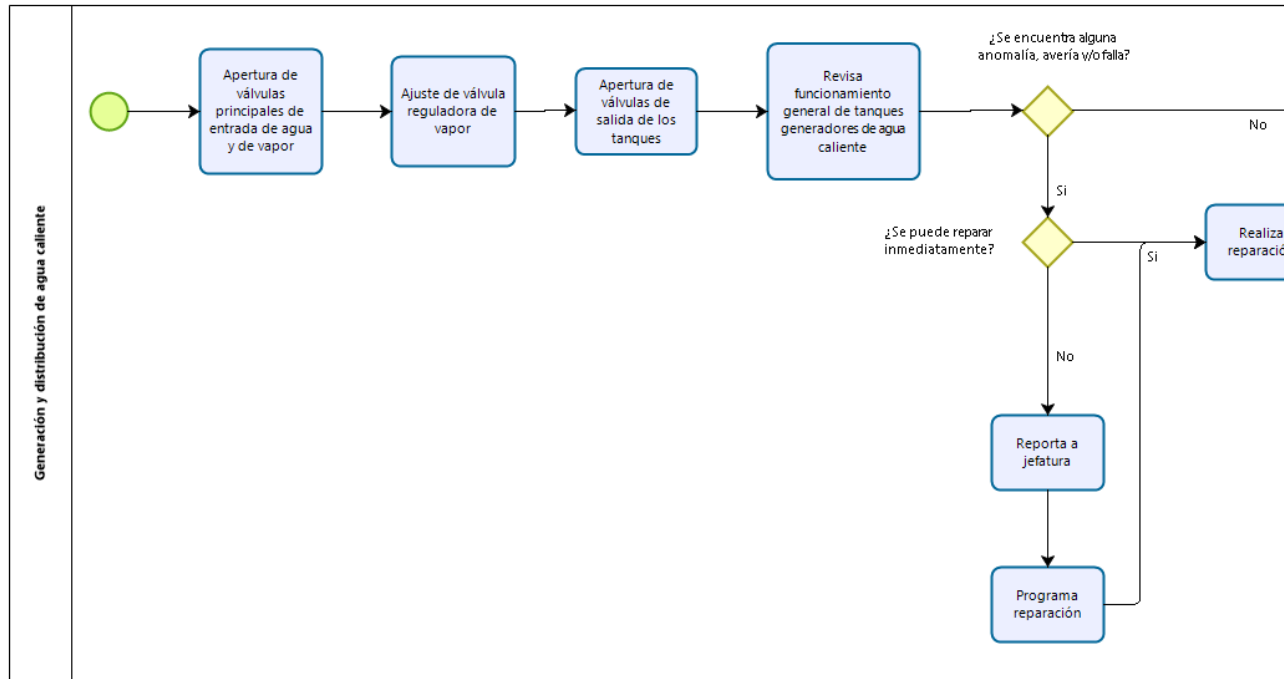 Generación y distribución de agua caliente
Apertura de
válvulas
principales de
entrada de agua
y de vapor
Ajuste de válvula
reguladora de
vapor
Apertura de
válvulas de
salida de los
tanques
Revisa
funcionamiento
general de tanques
generadores de agua
caliente
¿Se encuentra alguna
anomalía, avería y/o falla?
No
Si
¿Se puede reparar
inmediatamente?
Si
Realiza
reparació
No
Reporta a
jefatura
Programa
reparación